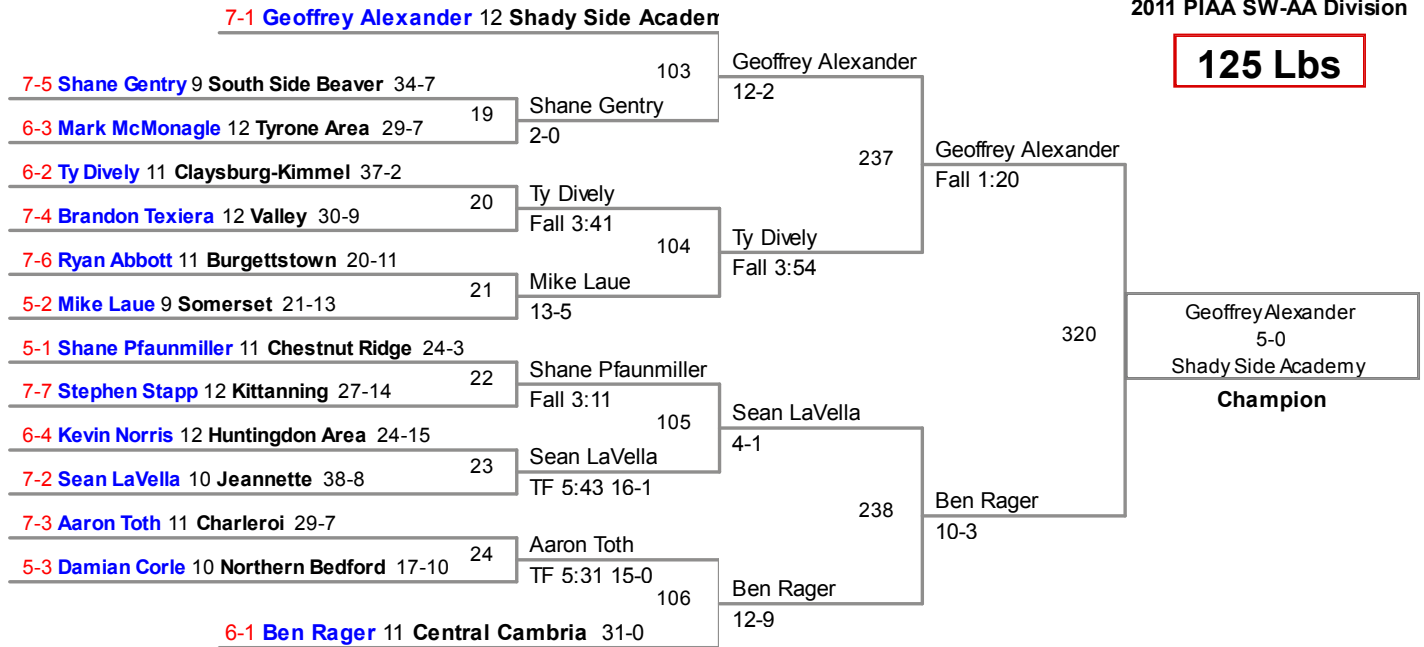 2011 PIAA SW-AA Division
125 Lbs
7-1 Geoffrey Alexander 12 Shady Side Academ
7-5 Shane Gentry 9 South Side Beaver 34-7
6-3 Mark McMonagle 12 Tyrone Area 29-7
6-2 Ty Dively 11 Claysburg-Kimmel 37-2
7-4 Brandon Texiera 12 Valley 30-9
7-6 Ryan Abbott 11 Burgettstown 20-11
5-2 Mike Laue 9 Somerset 21-13
5-1 Shane Pfaunmiller 11 Chestnut Ridge 24-3
7-7 Stephen Stapp 12 Kittanning 27-14
6-4 Kevin Norris 12 Huntingdon Area 24-15
7-2 Sean LaVella 10 Jeannette 38-8
7-3 Aaron Toth 11 Charleroi 29-7
5-3 Damian Corle 10 Northern Bedford 17-10
6-1 Ben Rager 11 Central Cambria 31-0
19
Shane Gentry
2-0
20
Ty Dively
Fall 3:41
21
Mike Laue
13-5
22
Shane Pfaunmiller
Fall 3:11
23
Sean LaVella
TF 5:43 16-1
24
Aaron Toth
TF 5:31 15-0
103
Geoffrey Alexander
12-2
104
Ty Dively
Fall 3:54
105
Sean LaVella
4-1
106
Ben Rager
12-9
237
Geoffrey Alexander
Fall 1:20
238
Ben Rager
10-3
320
Geoffrey Alexander
5-0
Shady Side Academy
Champion